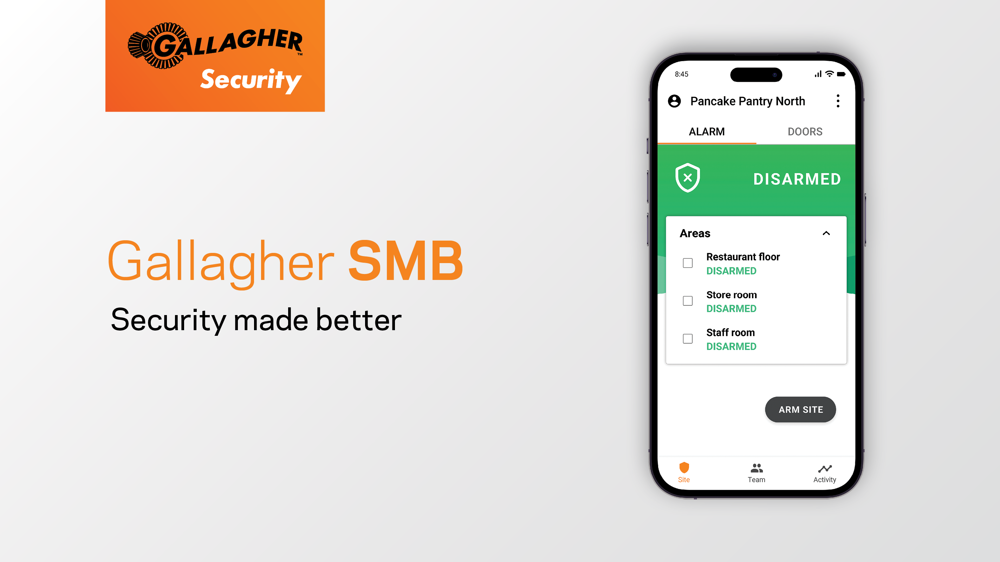 GALLAGHER™
Security
Gallagher SMB
Security made better
8:45
Pancake Pantry North
ALARM
DOORS
DISARMED
Areas
Restaurant floor
DISARMED
Store room
DISARMED
Staff room
DISARMED
ARM SITE
Site
Team
Activity